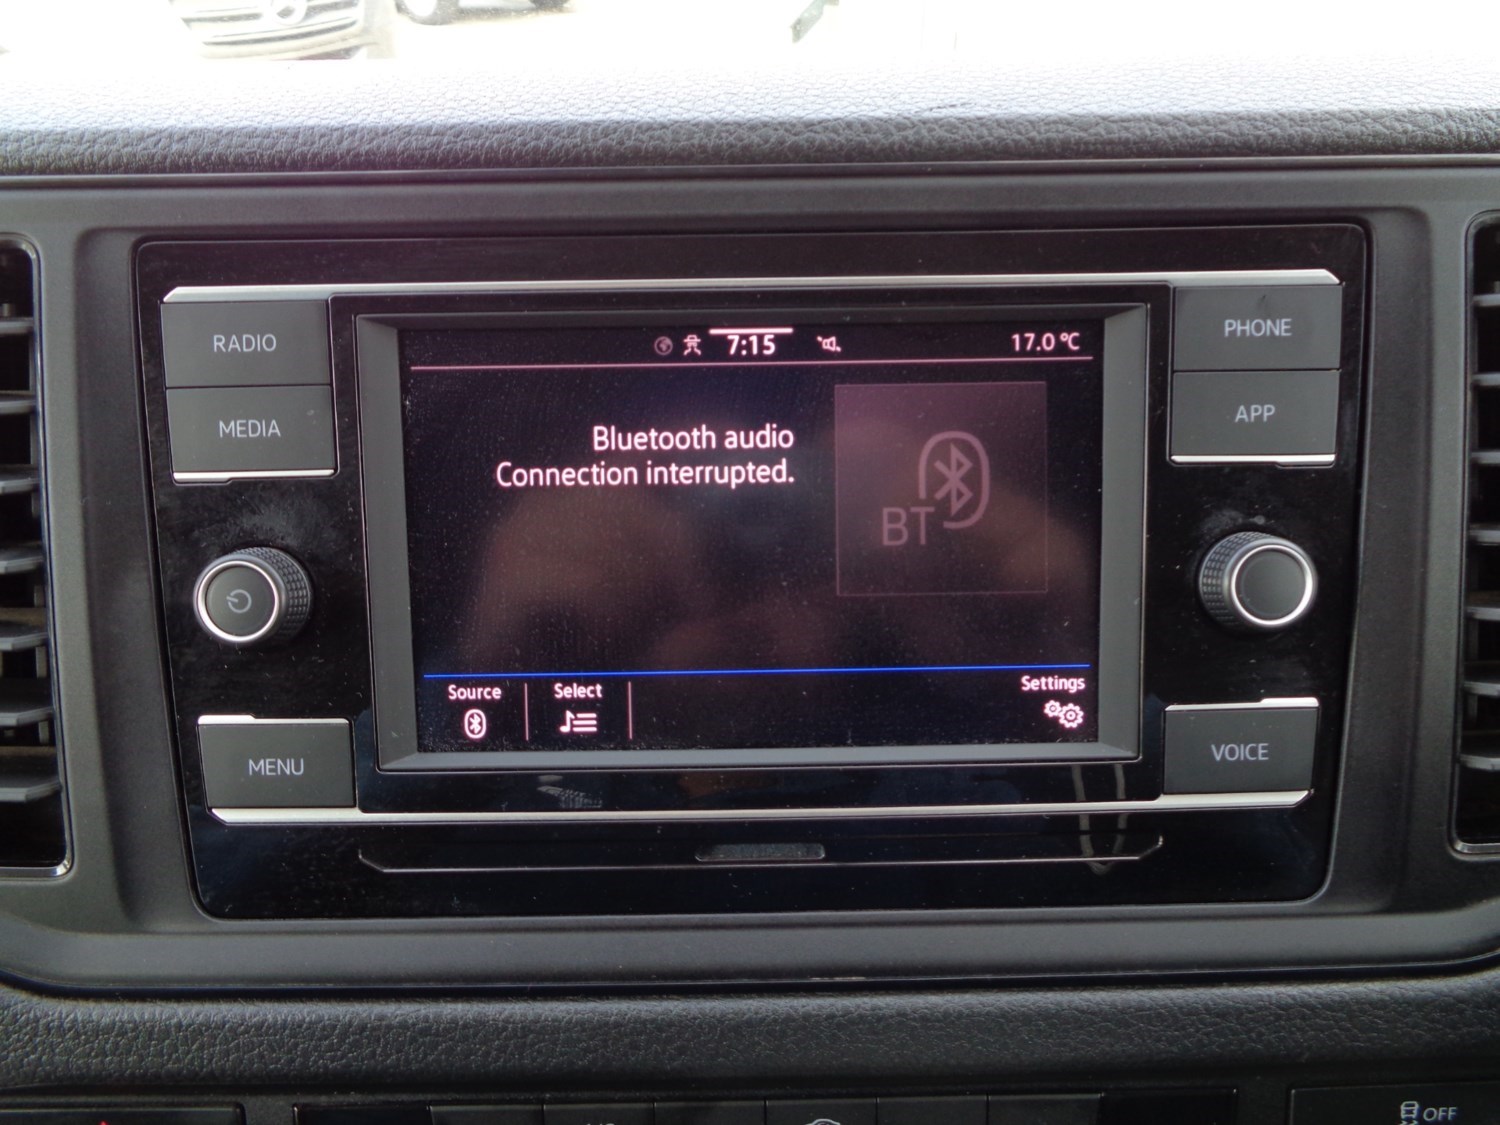 RADIO
MEDIA
MENU
7:15
17.0 °C
Bluetooth audio
Connection interrupted.
BT
Source
Select
Settings
PHONE
APP
VOICE
OFF